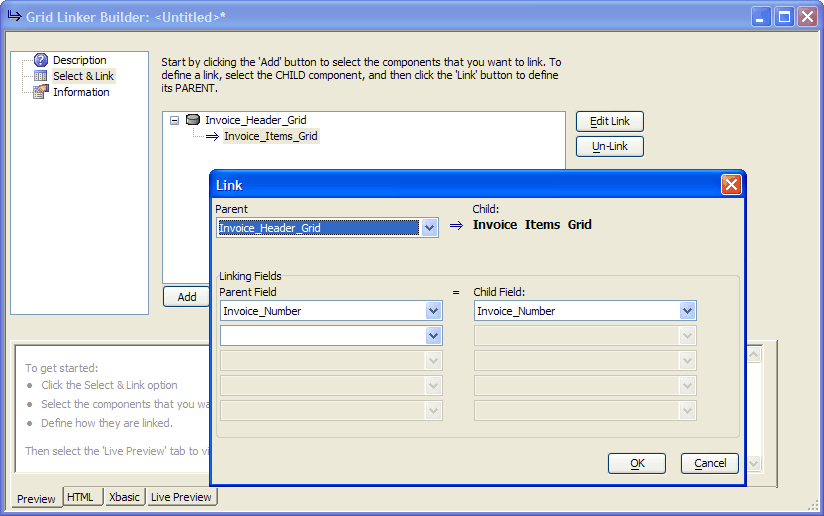 Grid Linker Builder: <Untitled>*
Description
Select & Link
Information
Start by clicking the 'Add' button to select the components that you want to link. To
define a link, select the CHILD component, and then click the 'Link' button to define
its PARENT.
Invoice_Header_Grid
Invoice_Items_Grid
Edit Link
Un-Link
Add
Link
Parent
Child:
Invoice_Header_Grid
Invoice Items Grid
Linking Fields
Parent Field
=
Child Field:
Invoice_Number
Invoice_Number
OK
Cancel
To get started:
• Click the Select & Link option
• Select the components that you wa
• Define how they are linked.
Then select the 'Live Preview' tab to vi
Preview
HTML
Xbasic
Live Preview